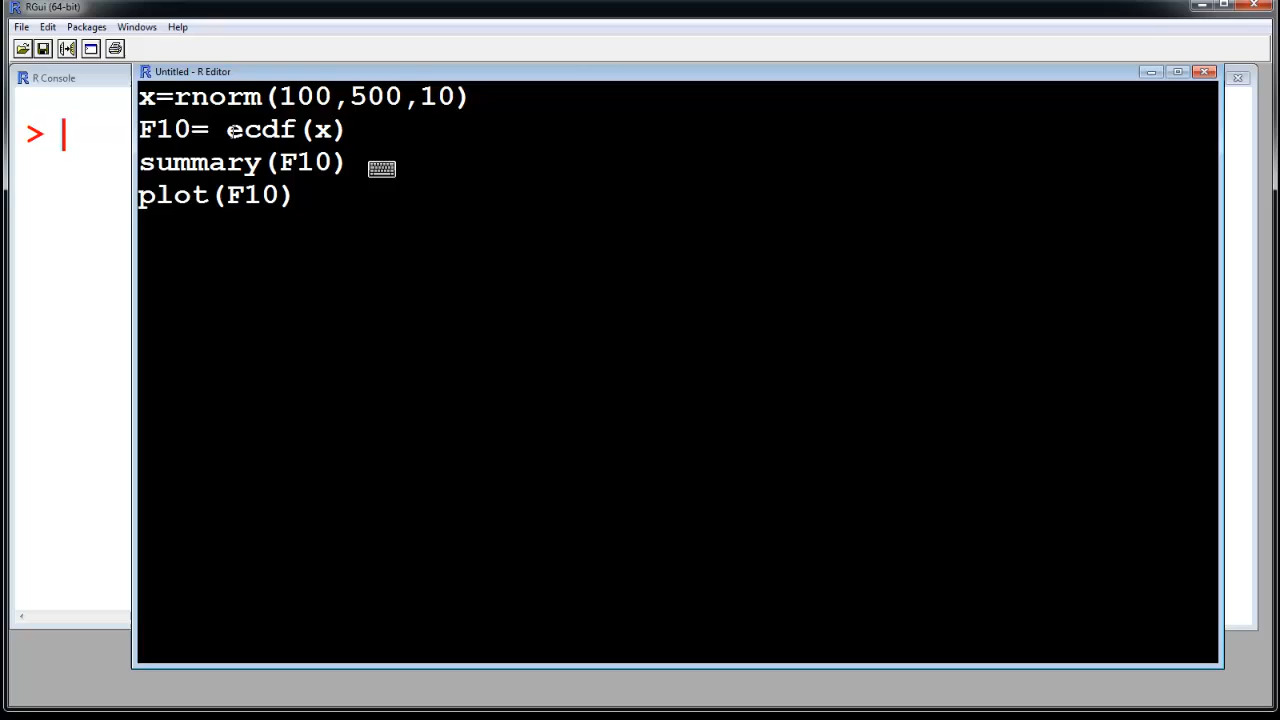 RGui (64-bit)
File Edit Packages Windows Help
R Console
Untitled - R Editor
>
x=rnorm(100,500,10)
F10= ecdf(x)
summary(F10)
plot(F10)